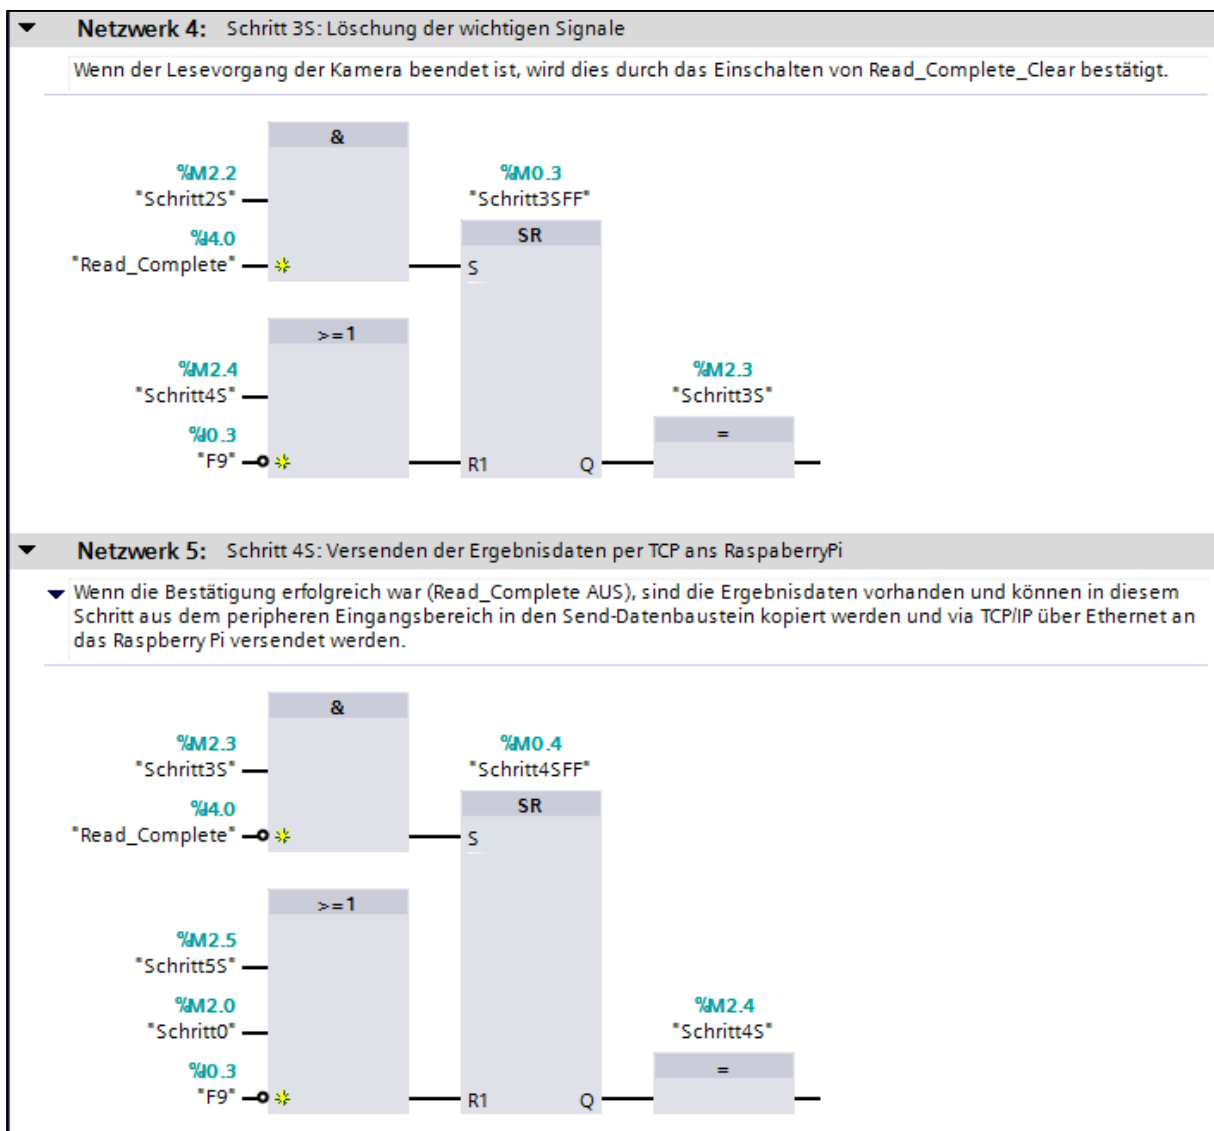 Netzwerk 4: Schritt 3S: Löschung der wichtigen Signale
Wenn der Lesevorgang der Kamera beendet ist, wird dies durch das Einschalten von Read_Complete_Clear bestätigt.
&
%M2.2
"Schritt2S"
%I4.0
"Read_Complete"
%M0.3
"Schritt3SFF"
SR
S
>=1
%M2.4
"Schritt4S"
%I0.3
"F9"
R1 Q
%M2.3
"Schritt3S"
=
Netzwerk 5: Schritt 4S: Versenden der Ergebnisdaten per TCP ans RaspaberryPi
Wenn die Bestätigung erfolgreich war (Read_Complete AUS), sind die Ergebnisdaten vorhanden und können in diesem
Schritt aus dem peripheren Eingangsbereich in den Send-Datenbaustein kopiert werden und via TCP/IP über Ethernet an
das Raspberry Pi versendet werden.
&
%M2.3
"Schritt3S"
%I4.0
"Read_Complete"
%M0.4
"Schritt4SFF"
SR
S
>=1
%M2.5
"Schritt5S"
%M2.0
"Schritt0"
%I0.3
"F9"
R1 Q
%M2.4
"Schritt4S"
=